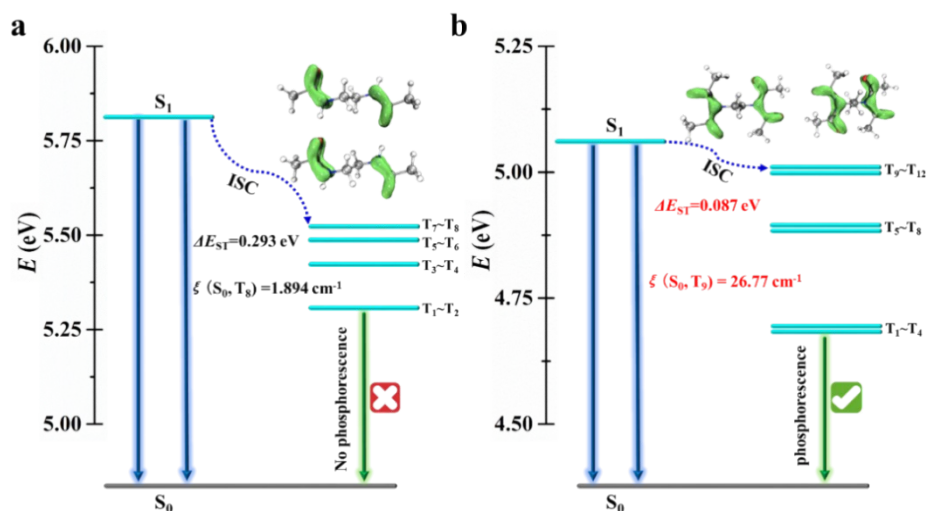 a
6.00
5.75
5.50
5.25
5.00
E (eV)
S1
ISC
ΔEST=0.293 eV
ξ (S0, T8) =1.894 cm-1
T7~T8
T5~T6
T3~T4
T1~T2
No phosphorescence
S0
b
5.25
5.00
4.75
4.50
E (eV)
S1
ISC
ΔEST=0.087 eV
ξ (S0, T9) = 26.77 cm-1
T9~T12
T5~T8
T1~T4
phosphorescence
S0